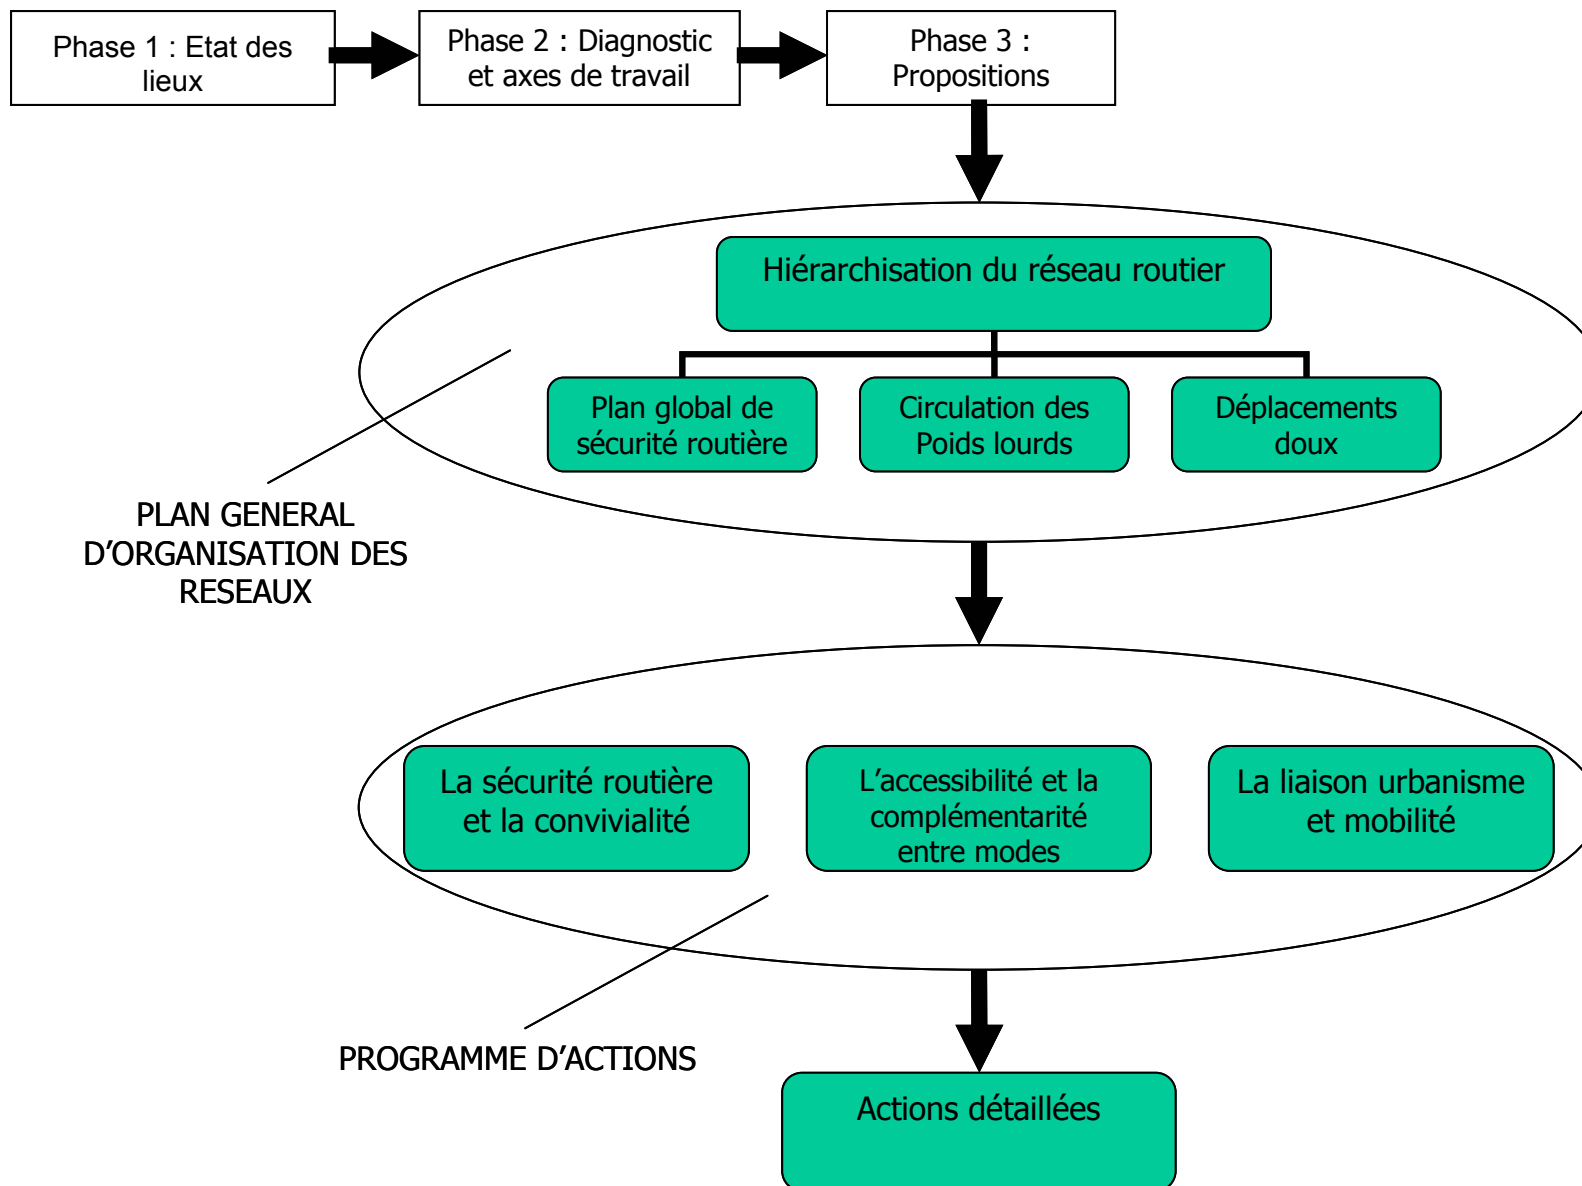 Phase 1 : Etat des
lieux
Phase 2 : Diagnostic
et axes de travail
Phase 3 :
Propositions
Hiérarchisation du réseau routier
Plan global de
sécurité routière
Circulation des
Poids lourds
Déplacements
doux
PLAN GENERAL
D’ORGANISATION DES
RESEAUX
La sécurité routière
et la convivialité
L’accessibilité et la
complémentarité
entre modes
La liaison urbanisme
et mobilité
PROGRAMME D’ACTIONS
Actions détaillées